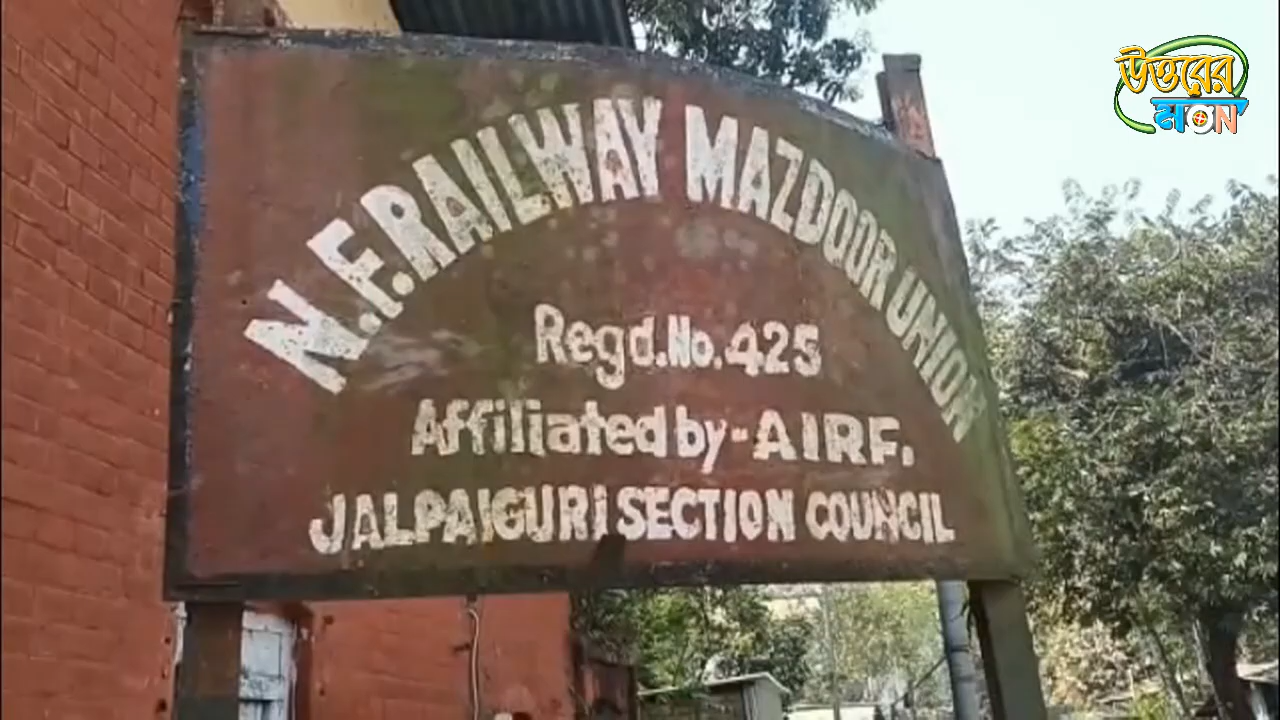 N.F.RAILWAY MAZDOOR UNION
Regd.No.425
Affiliated by-AIRF.
JALPAIGURI SECTION COUNCIL
উত্তরের
মন